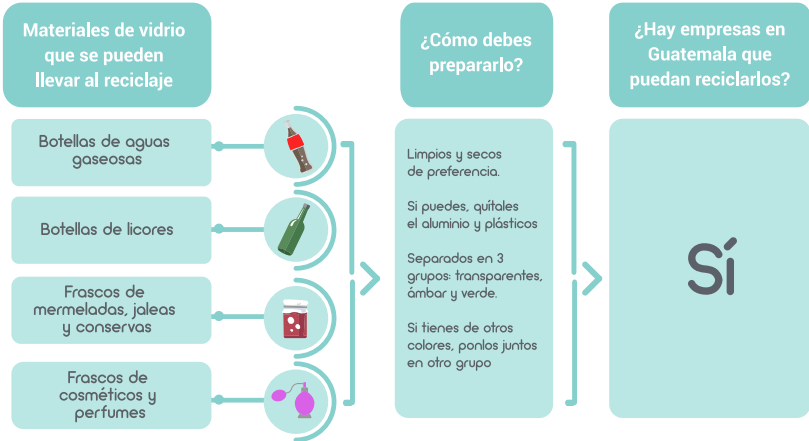 Materiales de vidrio
que se pueden
llevar al reciclaje
Botellas de aguas
gaseosas
Botellas de licores
Frascos de
mermeladas, jaleas
y conservas
Frascos de
cosméticos y
perfumes
¿Cómo debes
prepararlo?
Limpios y secos
de preferencia.
Si puedes, quítales
el aluminio y plásticos
Separados en 3
grupos: transparentes,
ámbar y verde.
Si tienes de otros
colores, ponlos juntos
en otro grupo
¿Hay empresas en
Guatemala que
puedan reciclarlos?
Sí